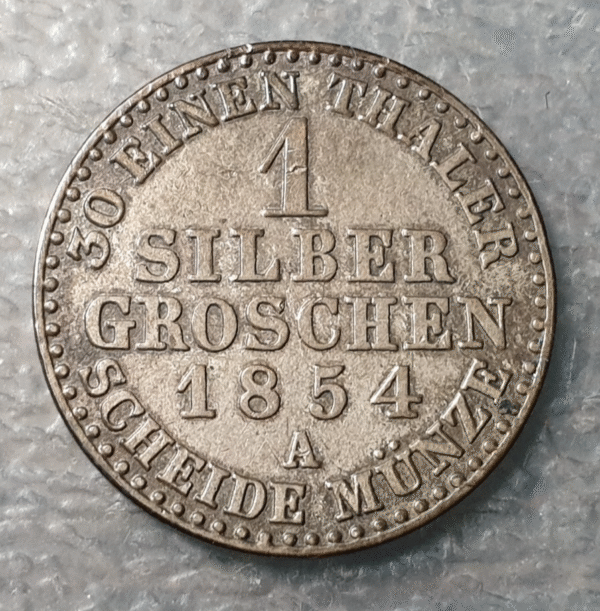 30 EINEN THALER
1
SILBER
GROSCHEN
1854
A
SCHEIDE MÜNZE